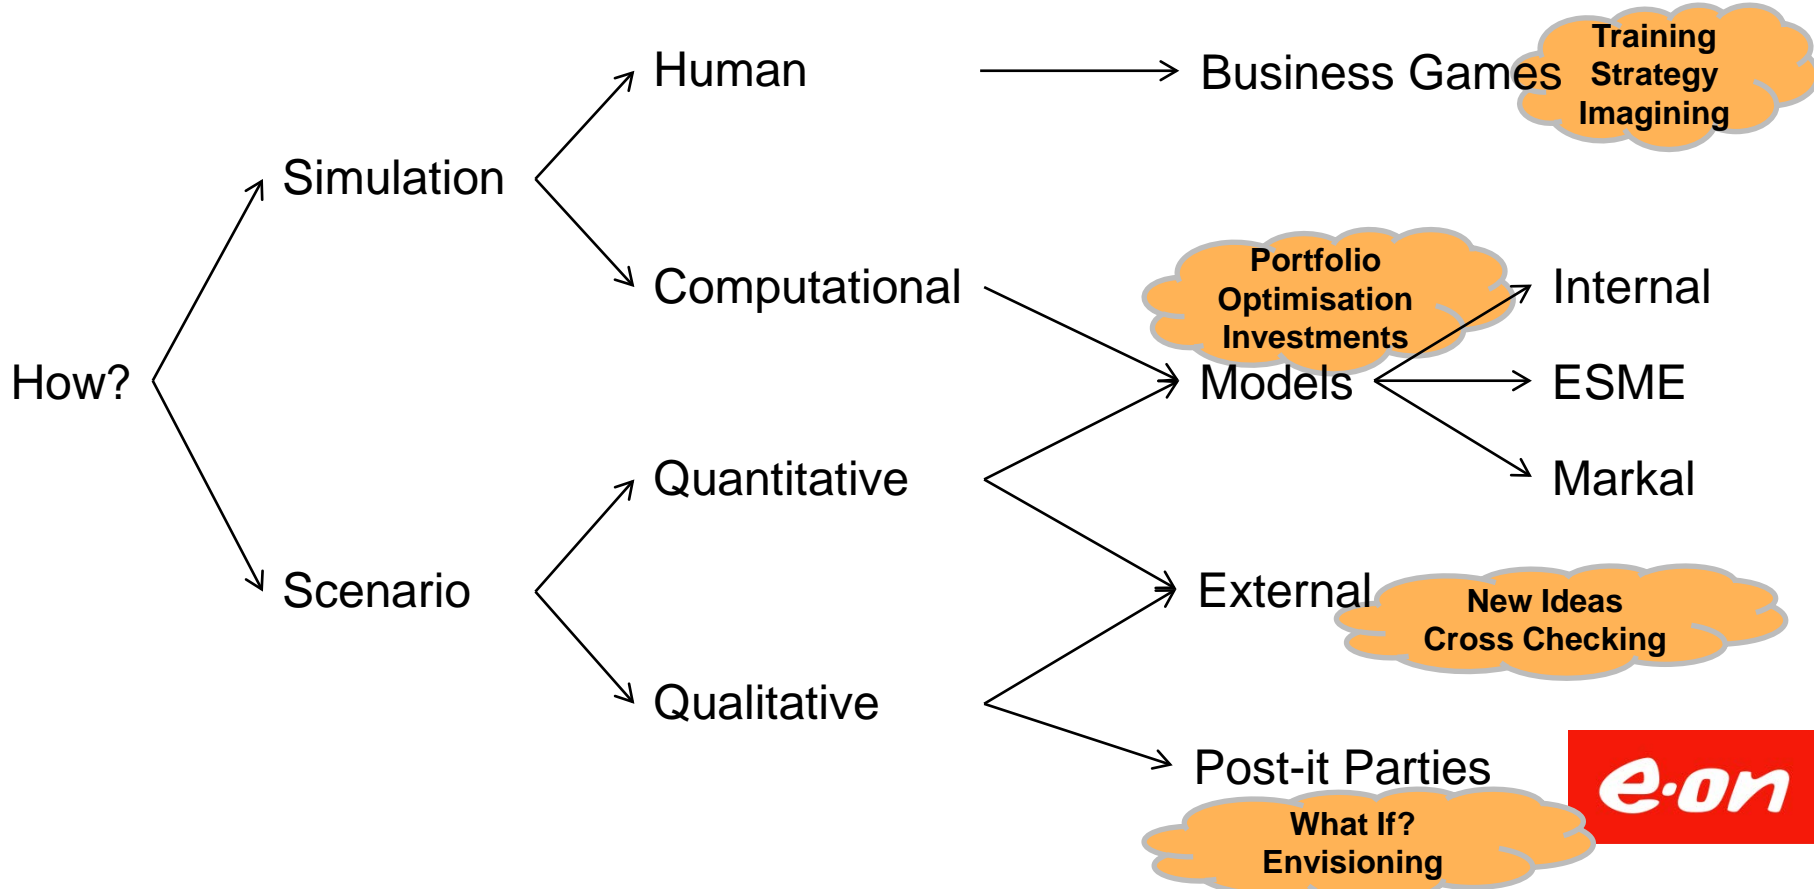 How?
Simulation
Scenario
Human
Computational
Quantitative
Qualitative
Business Games
Training
Strategy
Imagining
Portfolio
Optimisation
Investments
Models
Internal
ESME
Markal
External
New Ideas
Cross Checking
Post-it Parties
What If?
Envisioning
e·on